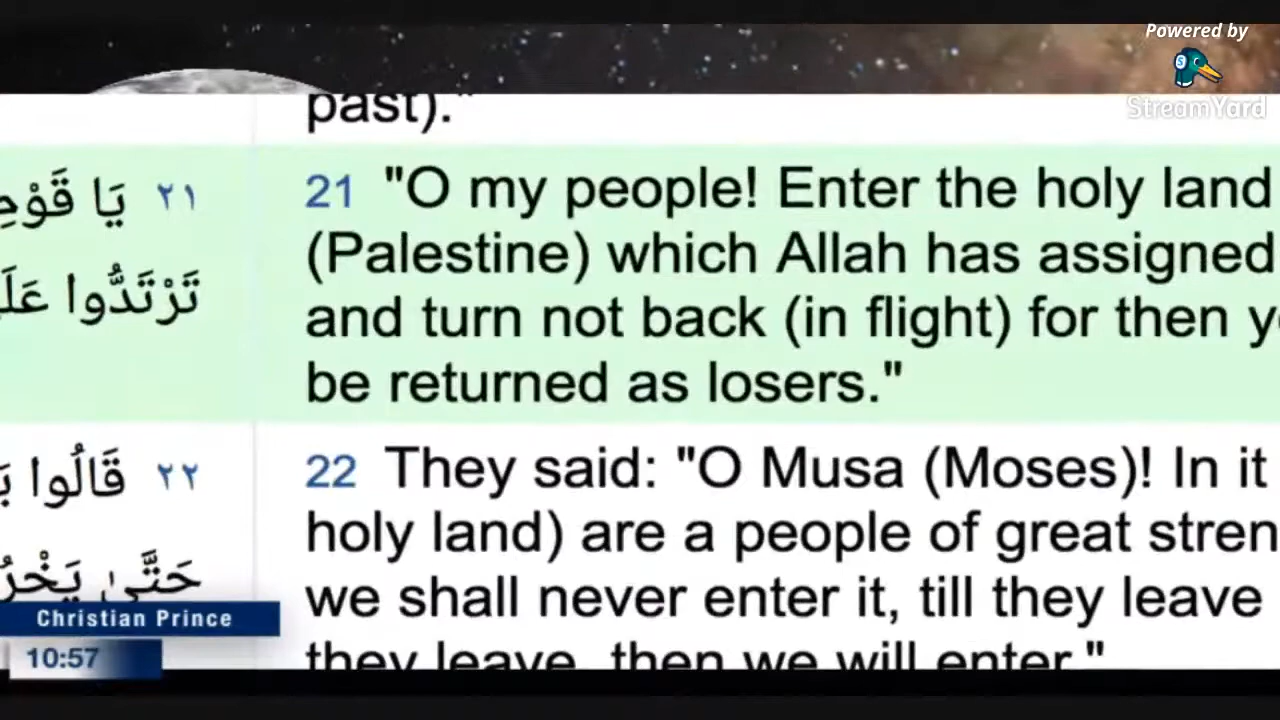 Powered by
StreamYard
past)."
21 "O my people! Enter the holy land
(Palestine) which Allah has assigned
and turn not back (in flight) for then
be returned as losers."
٢١ يَا قَوْمِ
تَرْتَدُّوا
22 They said: "O Musa (Moses)! In it
holy land) are a people of great
we shall never enter it, till they leave
they leave, then we will enter."
٢٢ قَالُوا
حَتَّىٰ
Christian Prince
10:57